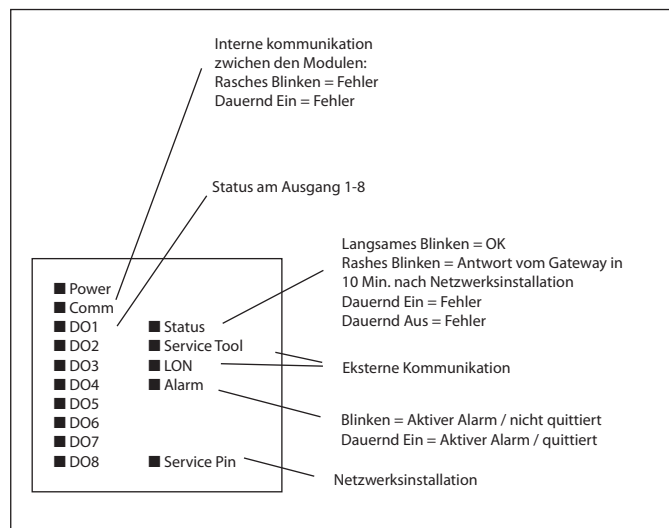 Interne kommunikation
zwichen den Modulen:
Rasches Blinken = Fehler
Dauernd Ein = Fehler
Status am Ausgang 1-8
Langsames Blinken = OK
Rashes Blinken = Antwort vom Gateway in
10 Min. nach Netzwerksinstallation
Dauernd Ein = Fehler
Dauernd Aus = Fehler
Power
Comm
DO1
DO2
DO3
DO4
DO5
DO6
DO7
DO8
Status
Service Tool
LON
Alarm
Service Pin
Eksterne Kommunikation
Blinken = Aktiver Alarm / nicht quittiert
Dauernd Ein = Aktiver Alarm / quittiert
Netzwerksinstallation